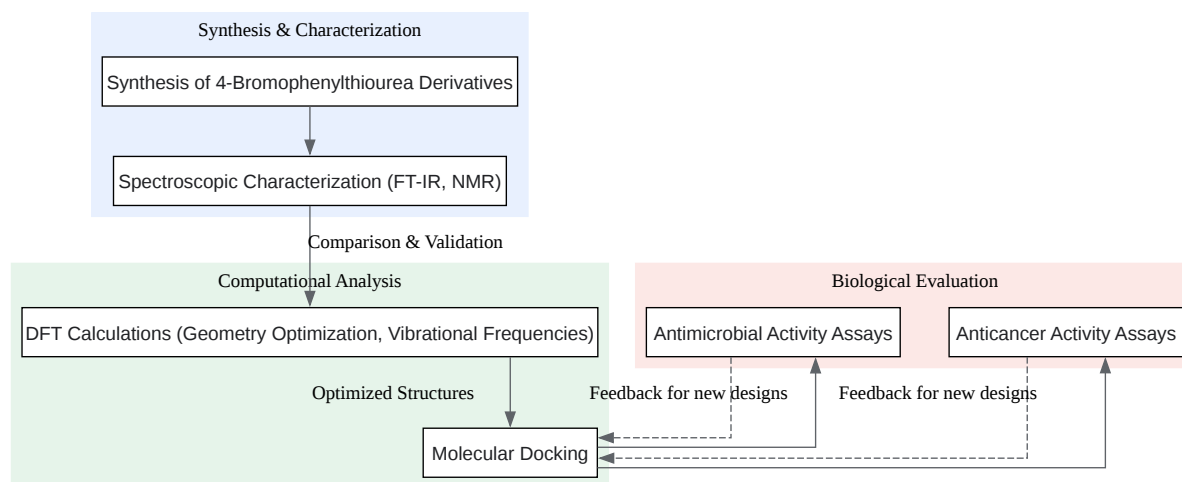 Synthesis & Characterization
Synthesis of 4-Bromophenylthiourea Derivatives
Spectroscopic Characterization (FT-IR, NMR)
Comparison & Validation
Computational Analysis
DFT Calculations (Geometry Optimization, Vibrational Frequencies)
Optimized Structures
Molecular Docking
Biological Evaluation
Antimicrobial Activity Assays
Anticancer Activity Assays
Feedback for new designs
Feedback for new designs